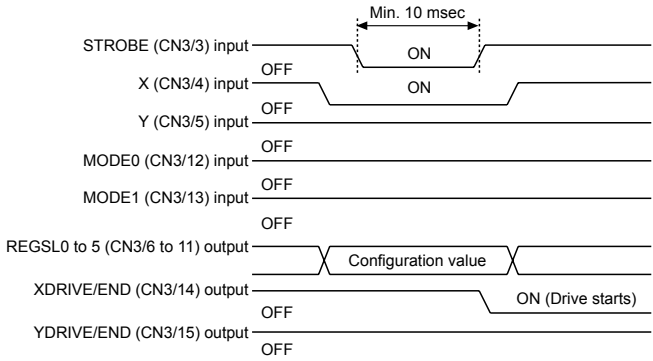 Min. 10 msec
STROBE (CN3/3) input
ON
OFF
X (CN3/4) input
ON
OFF
Y (CN3/5) input
OFF
MODE0 (CN3/12) input
OFF
MODE1 (CN3/13) input
OFF
REGSL0 to 5 (CN3/6 to 11) output
Configuration value
XDRIVE/END (CN3/14) output
ON (Drive starts)
OFF
YDRIVE/END (CN3/15) output
OFF